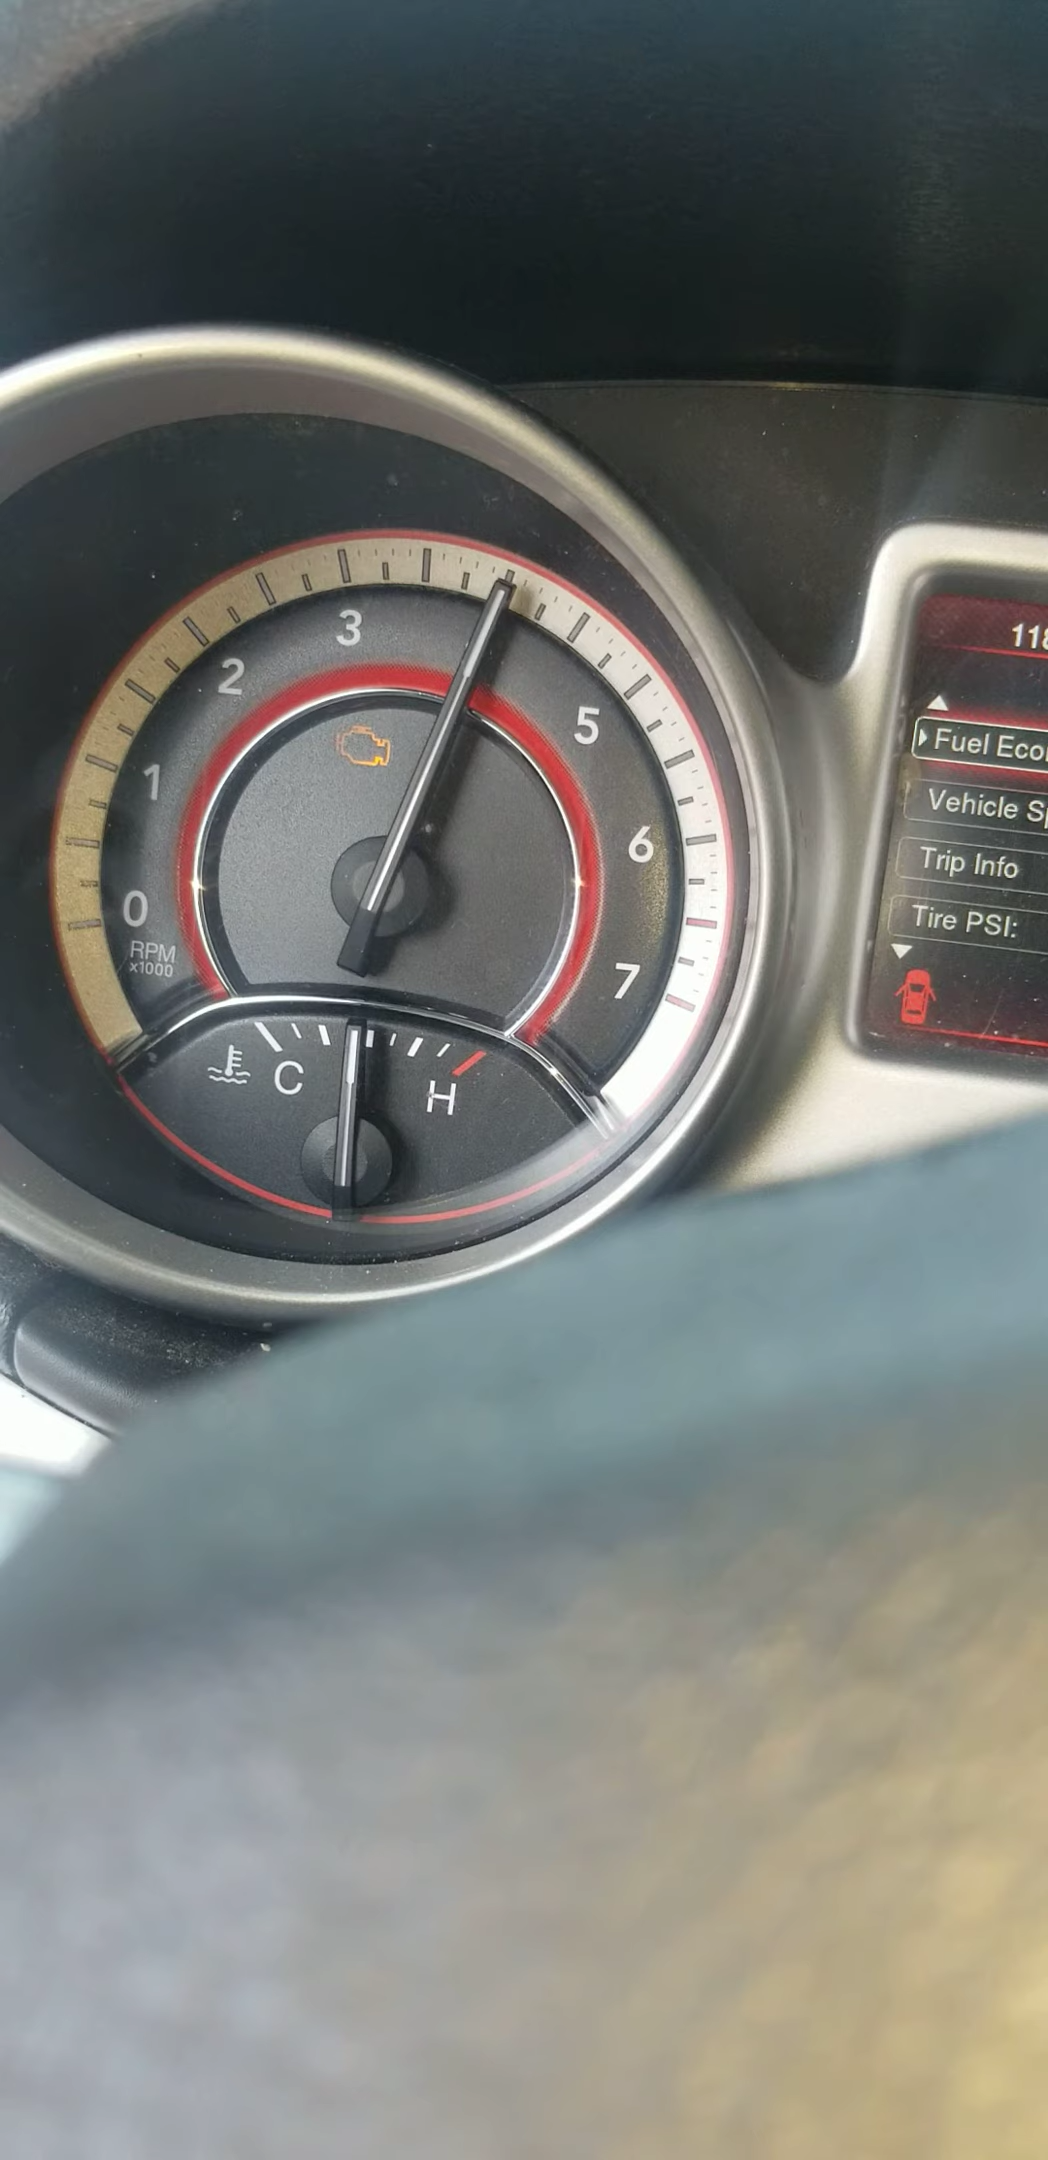 3
2
5
1
6
0
RPM
x1000
7
C
H
118
Fuel Eco
Vehicle S
Trip Info
Tire PSI: